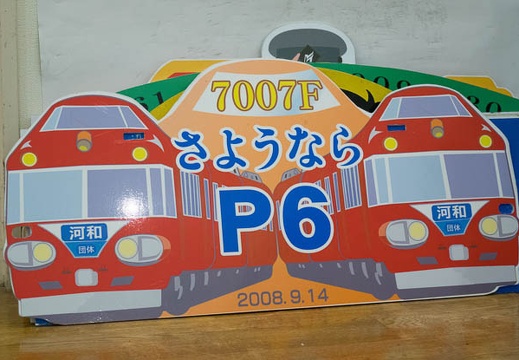 7007F
さようなら
P6
河和
団体
河和
団体
2008.9.14